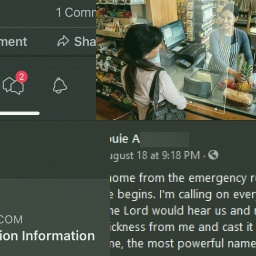 1 Comm
ment
Sha
2
ouie A
ugust 18 at 9:18 PM ·
home from the emergency r
e begins. I'm calling on ever
he Lord would hear us and
ickness from me and cast it
me, the most powerful name
.COM
ion Information